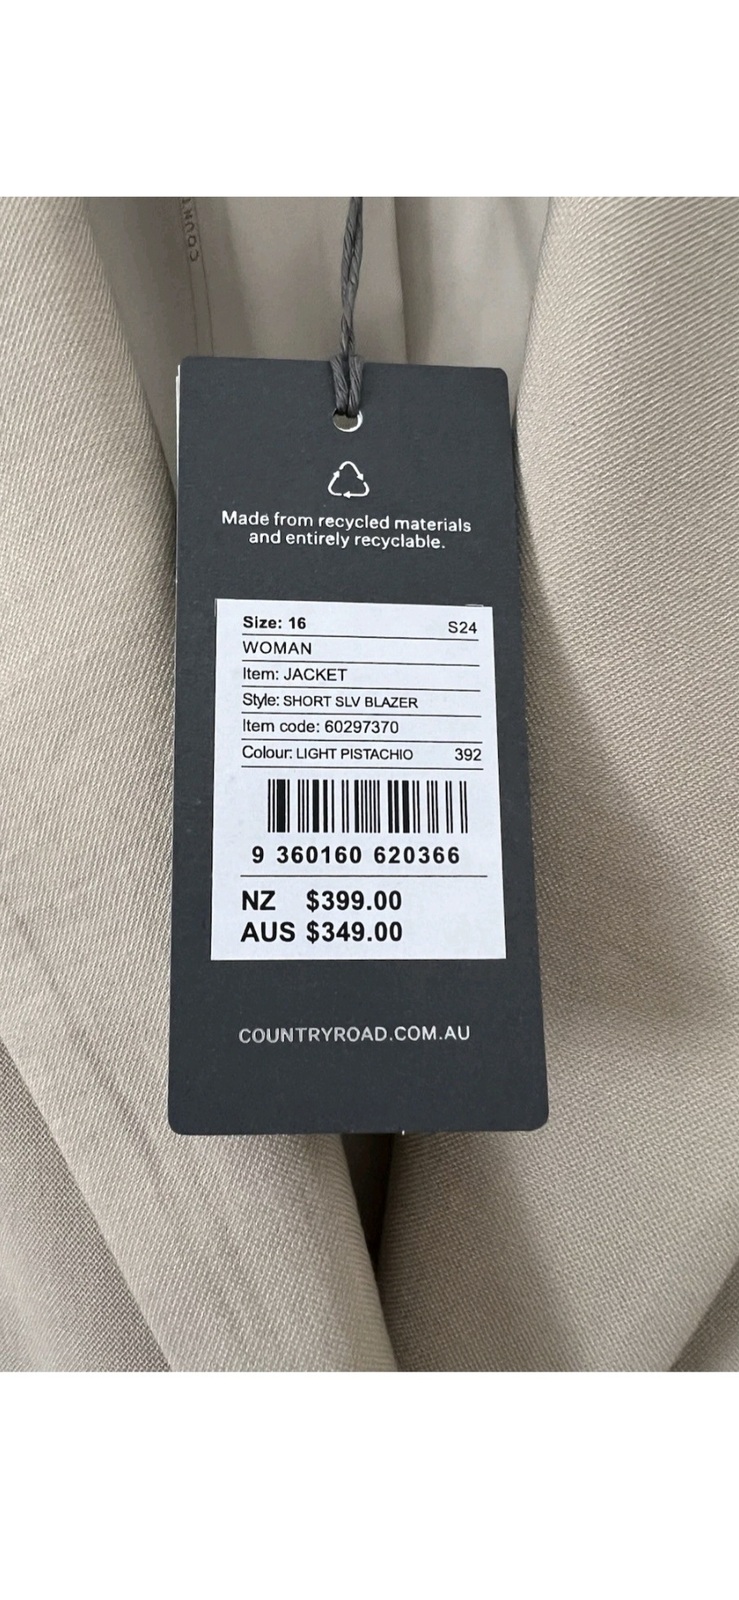 COUNT
Made from recycled materials
and entirely recyclable.
Size: 16 S24
WOMAN
Item: JACKET
Style: SHORT SLV BLAZER
Item code: 60297370
Colour: LIGHT PISTACHIO 392
9 360160 620366
NZ $399.00
AUS $349.00
COUNTRYROAD.COM.AU